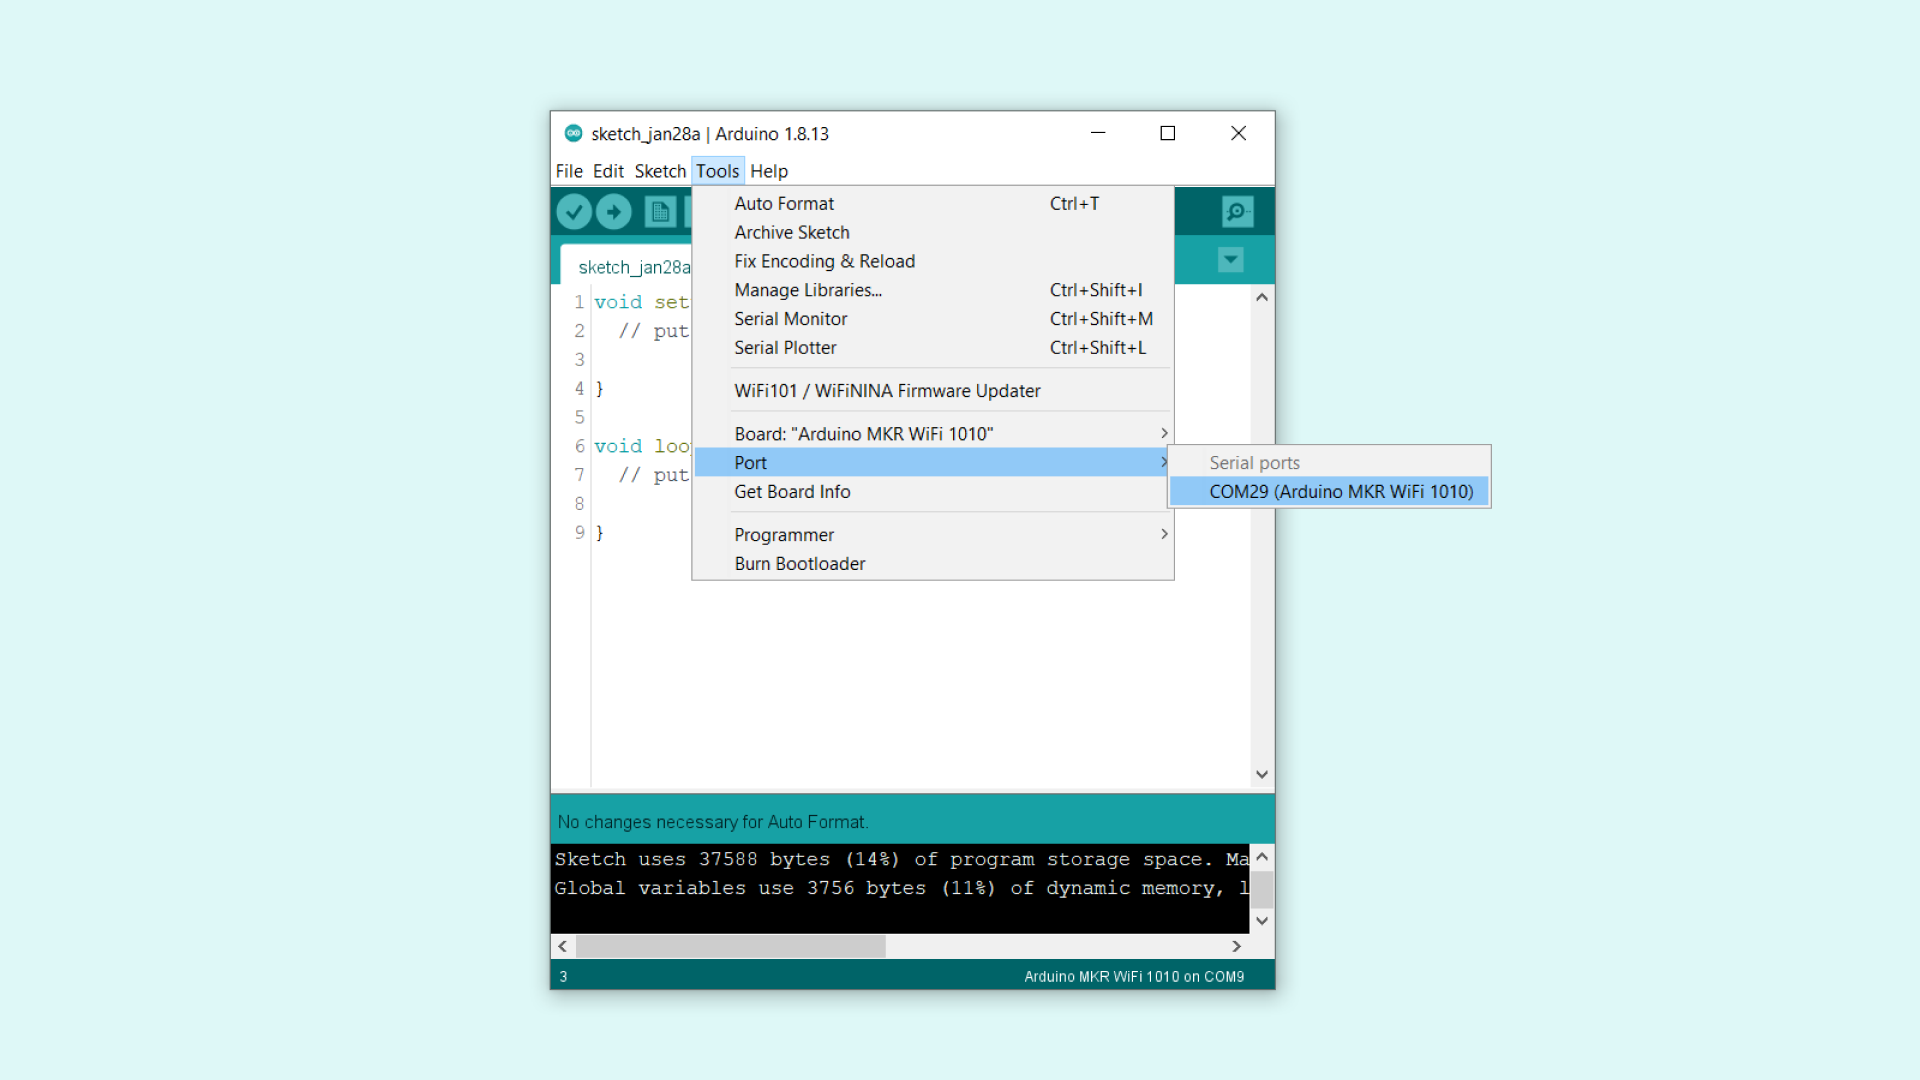 sketch_jan28a | Arduino 1.8.13
File Edit Sketch Tools Help
Auto Format Ctrl+T
Archive Sketch
Fix Encoding & Reload
Manage Libraries... Ctrl+Shift+I
Serial Monitor Ctrl+Shift+M
Serial Plotter Ctrl+Shift+L
WiFi101 / WiFiNINA Firmware Updater
Board: "Arduino MKR WiFi 1010"
Port
Get Board Info
Programmer
Burn Bootloader
Serial ports
COM29 (Arduino MKR WiFi 1010)
sketch_jan28a
1 void set
2 // put
3
4 }
5
6 void loo
7 // put
8
9 }
No changes necessary for Auto Format.
Sketch uses 37588 bytes (14%) of program storage space. Ma
Global variables use 3756 bytes (11%) of dynamic memory, l
3 Arduino MKR WiFi 1010 on COM9